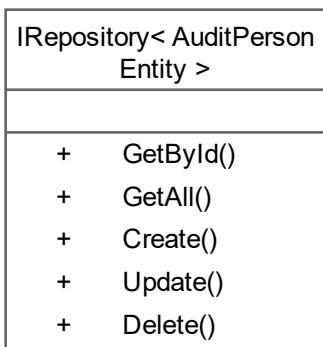 IRepository< AuditPerson
Entity >
+ GetById()
+ GetAll()
+ Create()
+ Update()
+ Delete()